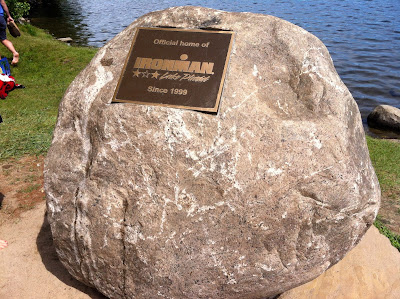 Official home of
IRONMAN
Lake Placid
Since 1999